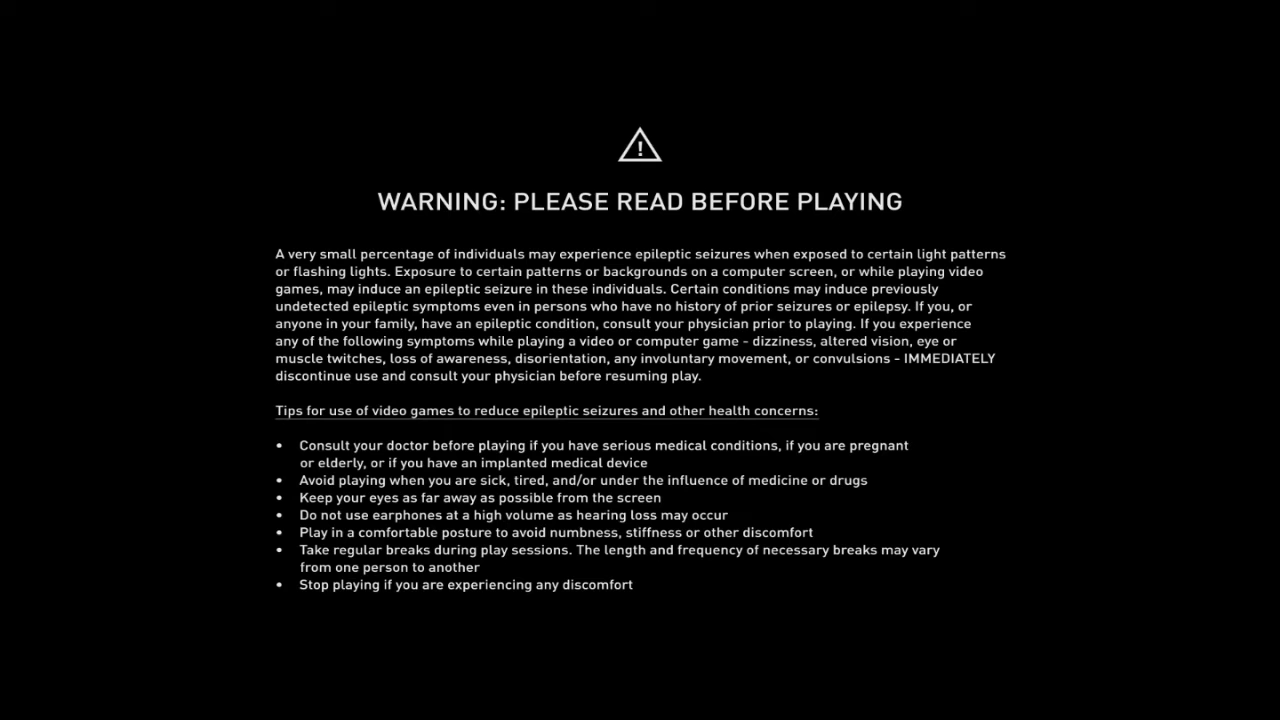 WARNING: PLEASE READ BEFORE PLAYING
A very small percentage of individuals may experience epileptic seizures when exposed to certain light patterns
or flashing lights. Exposure to certain patterns or backgrounds on a computer screen, or while playing video
games, may induce an epileptic seizure in these individuals. Certain conditions may induce previously
undetected epileptic symptoms even in persons who have no history of prior seizures or epilepsy. If you, or
anyone in your family, have an epileptic condition, consult your physician prior to playing. If you experience
any of the following symptoms while playing a video or computer game - dizziness, altered vision, eye or
muscle twitches, loss of awareness, disorientation, any involuntary movement, or convulsions - IMMEDIATELY
discontinue use and consult your physician before resuming play.
Tips for use of video games to reduce epileptic seizures and other health concerns:
• Consult your doctor before playing if you have serious medical conditions, if you are pregnant
or elderly, or if you have an implanted medical device
• Avoid playing when you are sick, tired, and/or under the influence of medicine or drugs
• Keep your eyes as far away as possible from the screen
• Do not use earphones at a high volume as hearing loss may occur
• Play in a comfortable posture to avoid numbness, stiffness or other discomfort
• Take regular breaks during play sessions. The length and frequency of necessary breaks may vary
from one person to another
• Stop playing if you are experiencing any discomfort